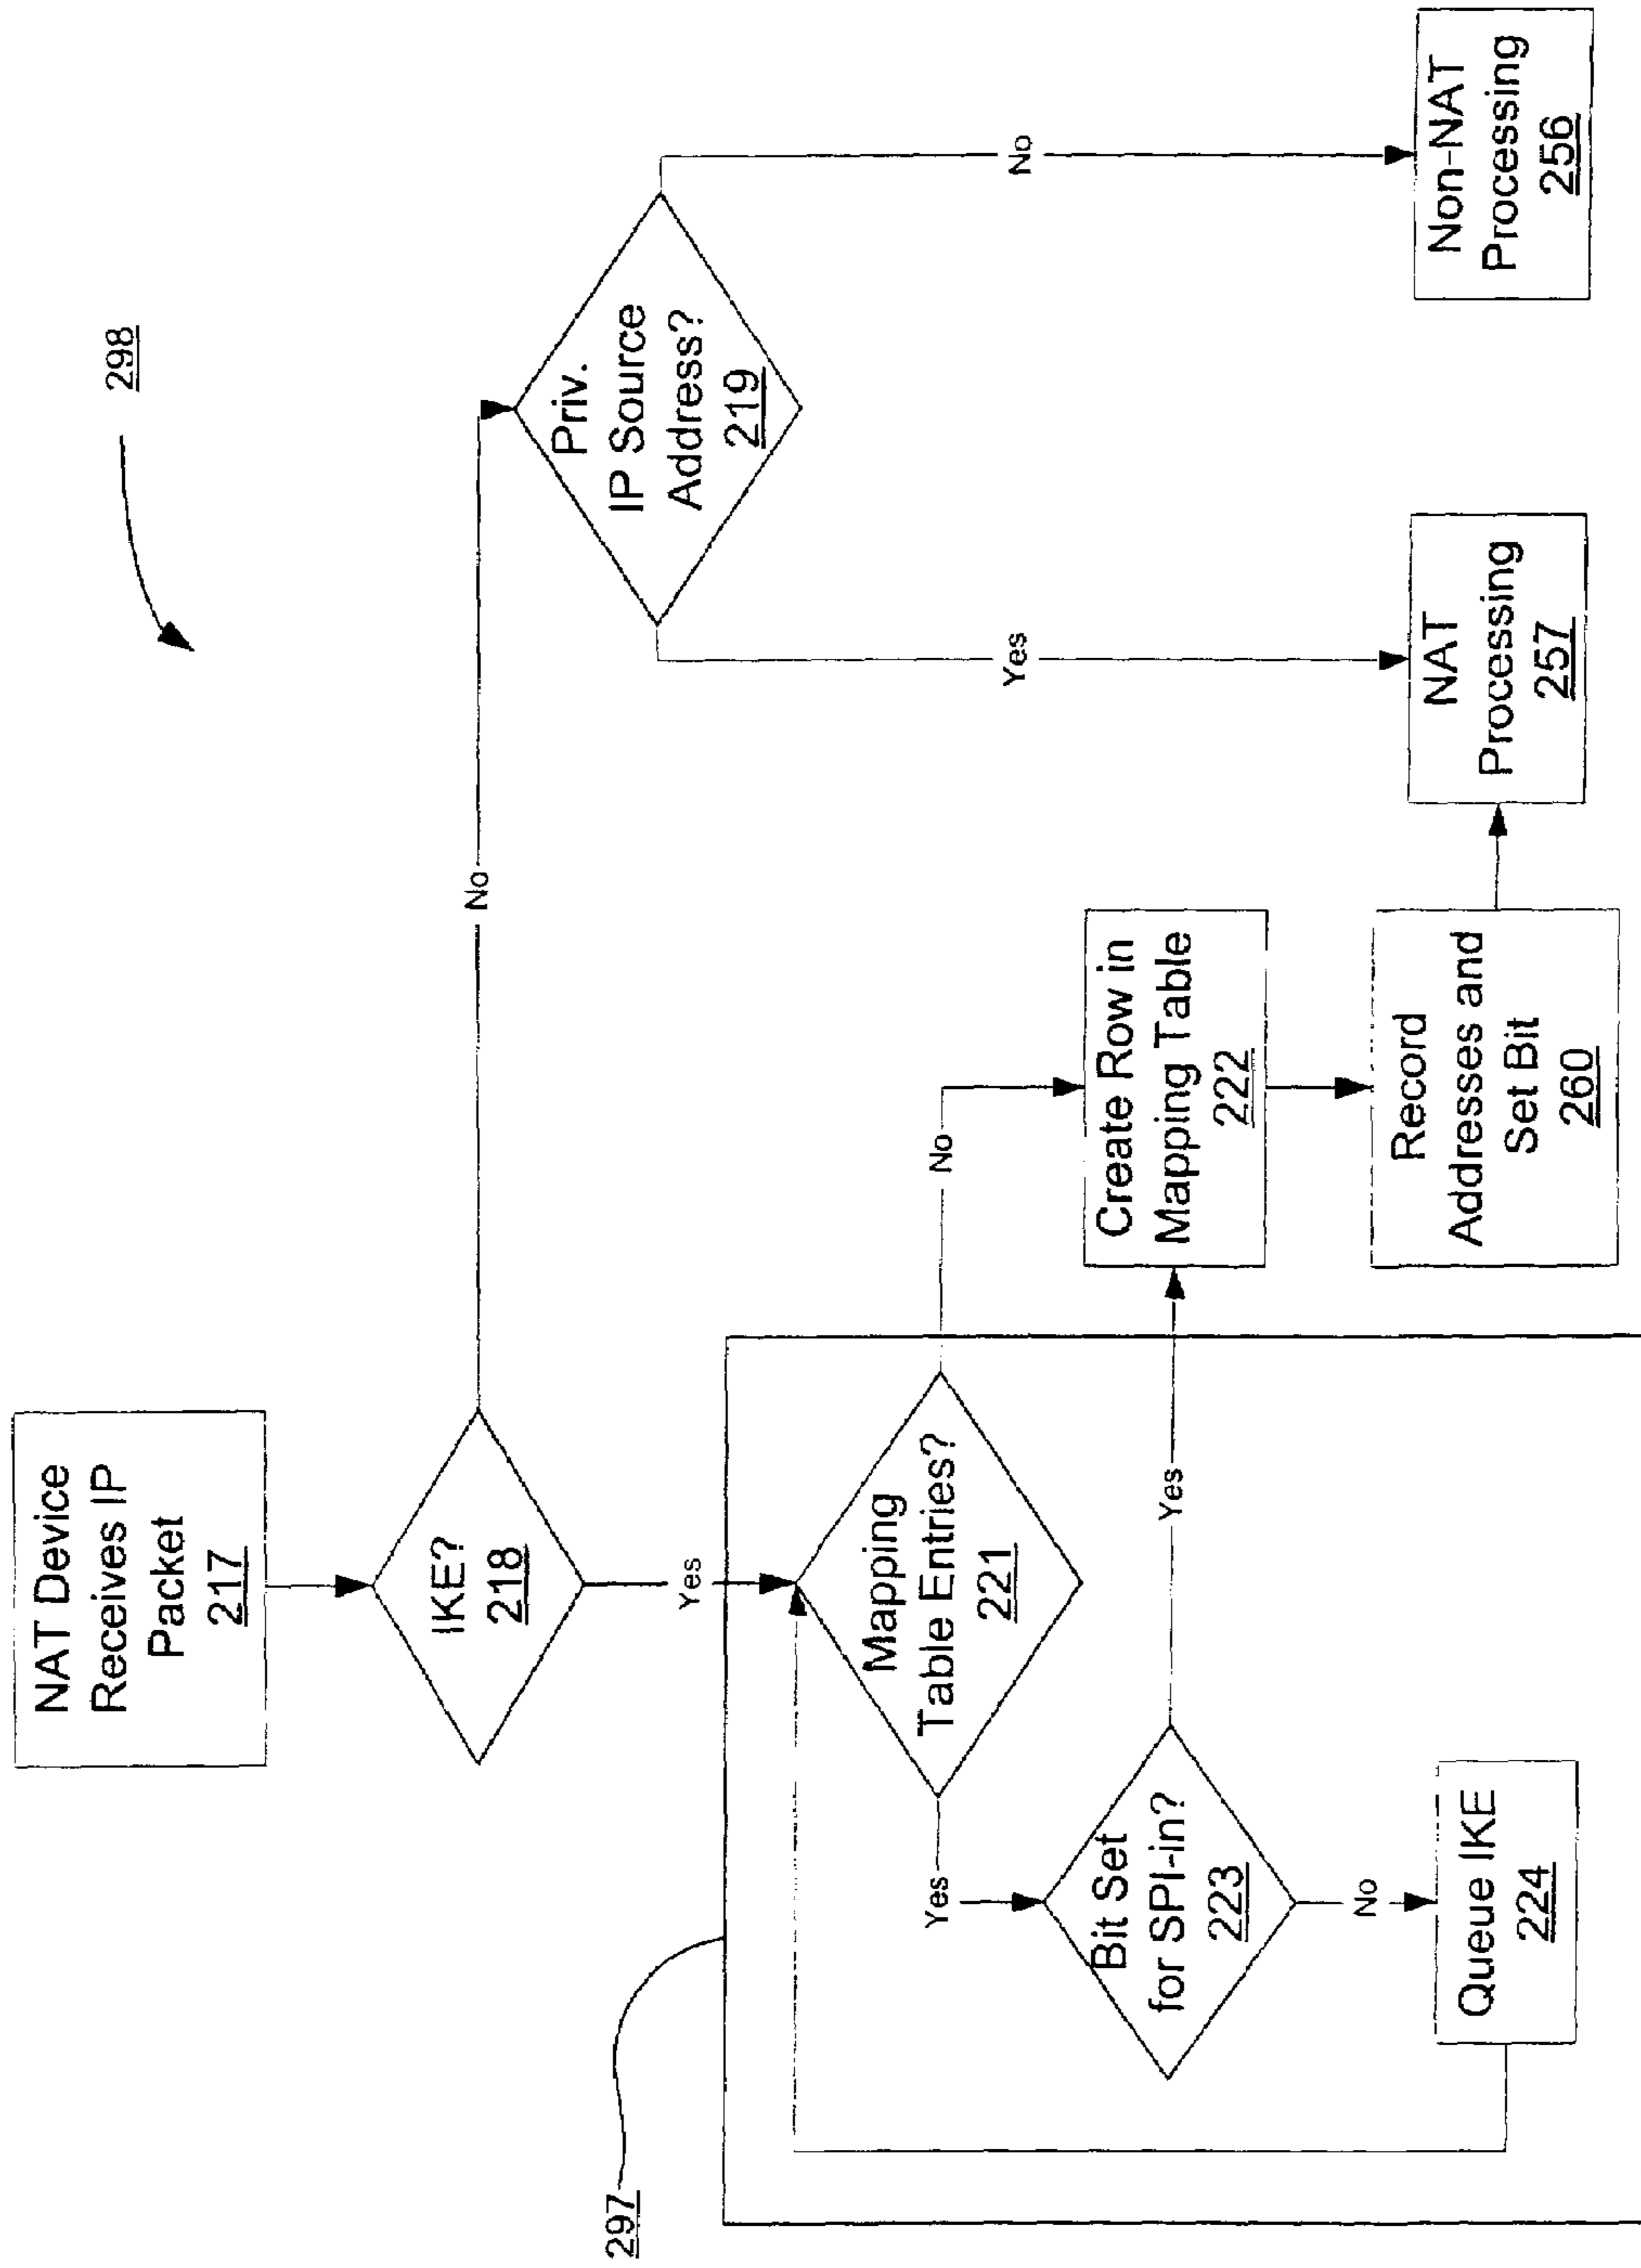 298
NAT Device
Receives IP
Packet
217
IKE?
218
No
Yes
Priv.
IP Source
Address?
219
Yes
No
297
Mapping
Table Entries?
221
Yes
No
Bit Set
for SPI-in?
223
Yes
No
Queue IKE
224
Create Row in
Mapping Table
222
Record
Addresses and
Set Bit
260
NAT
Processing
257
Non-NAT
Processing
256